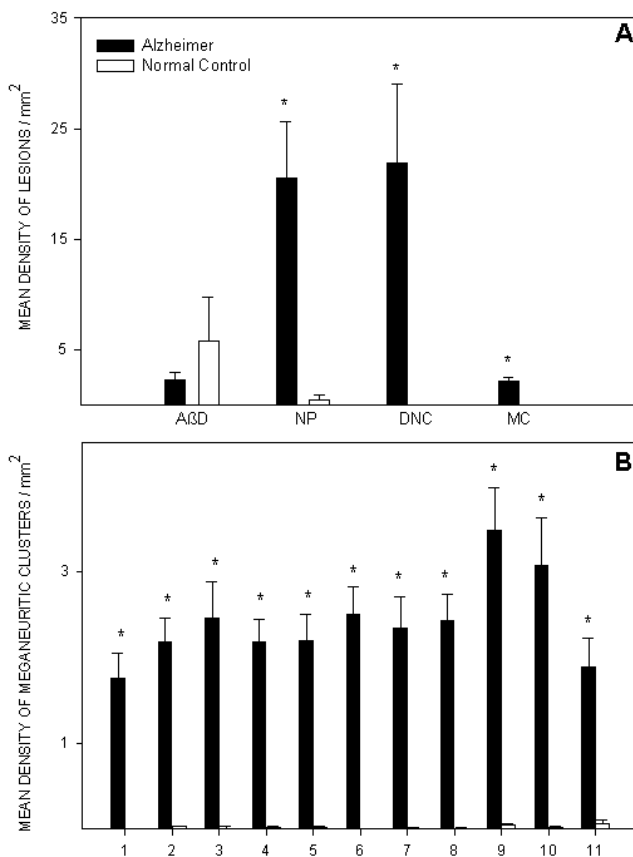 A
Alzheimer
Normal Control
MEAN DENSITY OF LESIONS / mm²
35
25
15
5
* * *
AßD NP DNC MC
B
MEAN DENSITY OF MEGANEURITIC CLUSTERS / mm²
3
1
* * * * * * * * * * *
1 2 3 4 5 6 7 8 9 10 11